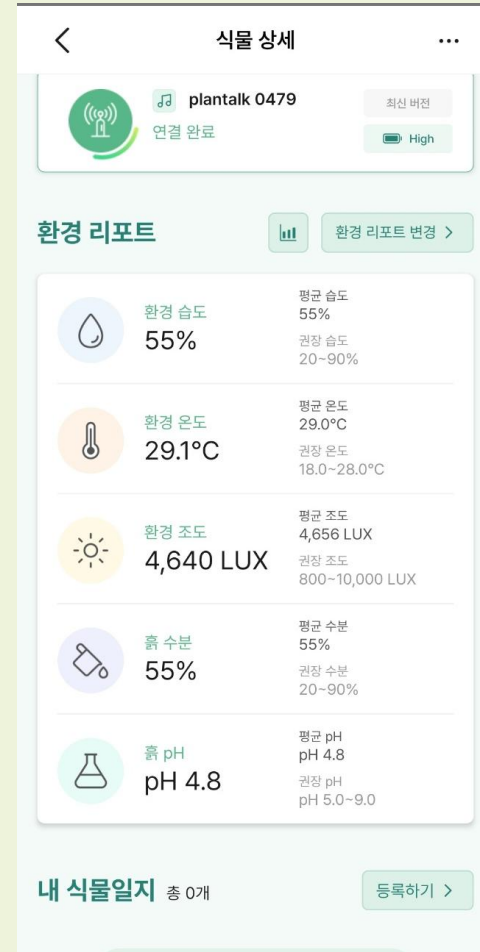 식물 상세
plantalk 0479
최신 버전
연결 완료
High
환경 리포트
환경 리포트 변경
환경 습도
55%
평균 습도
55%
권장 습도
20~90%
환경 온도
29.1°C
평균 온도
29.0°C
권장 온도
18.0~28.0°C
환경 조도
4,640 LUX
평균 조도
4,656 LUX
권장 조도
800~10,000 LUX
흙 수분
55%
평균 수분
55%
권장 수분
20~90%
흙 pH
pH 4.8
평균 pH
pH 4.8
권장 pH
pH 5.0~9.0
내 식물일지 총 0개
등록하기